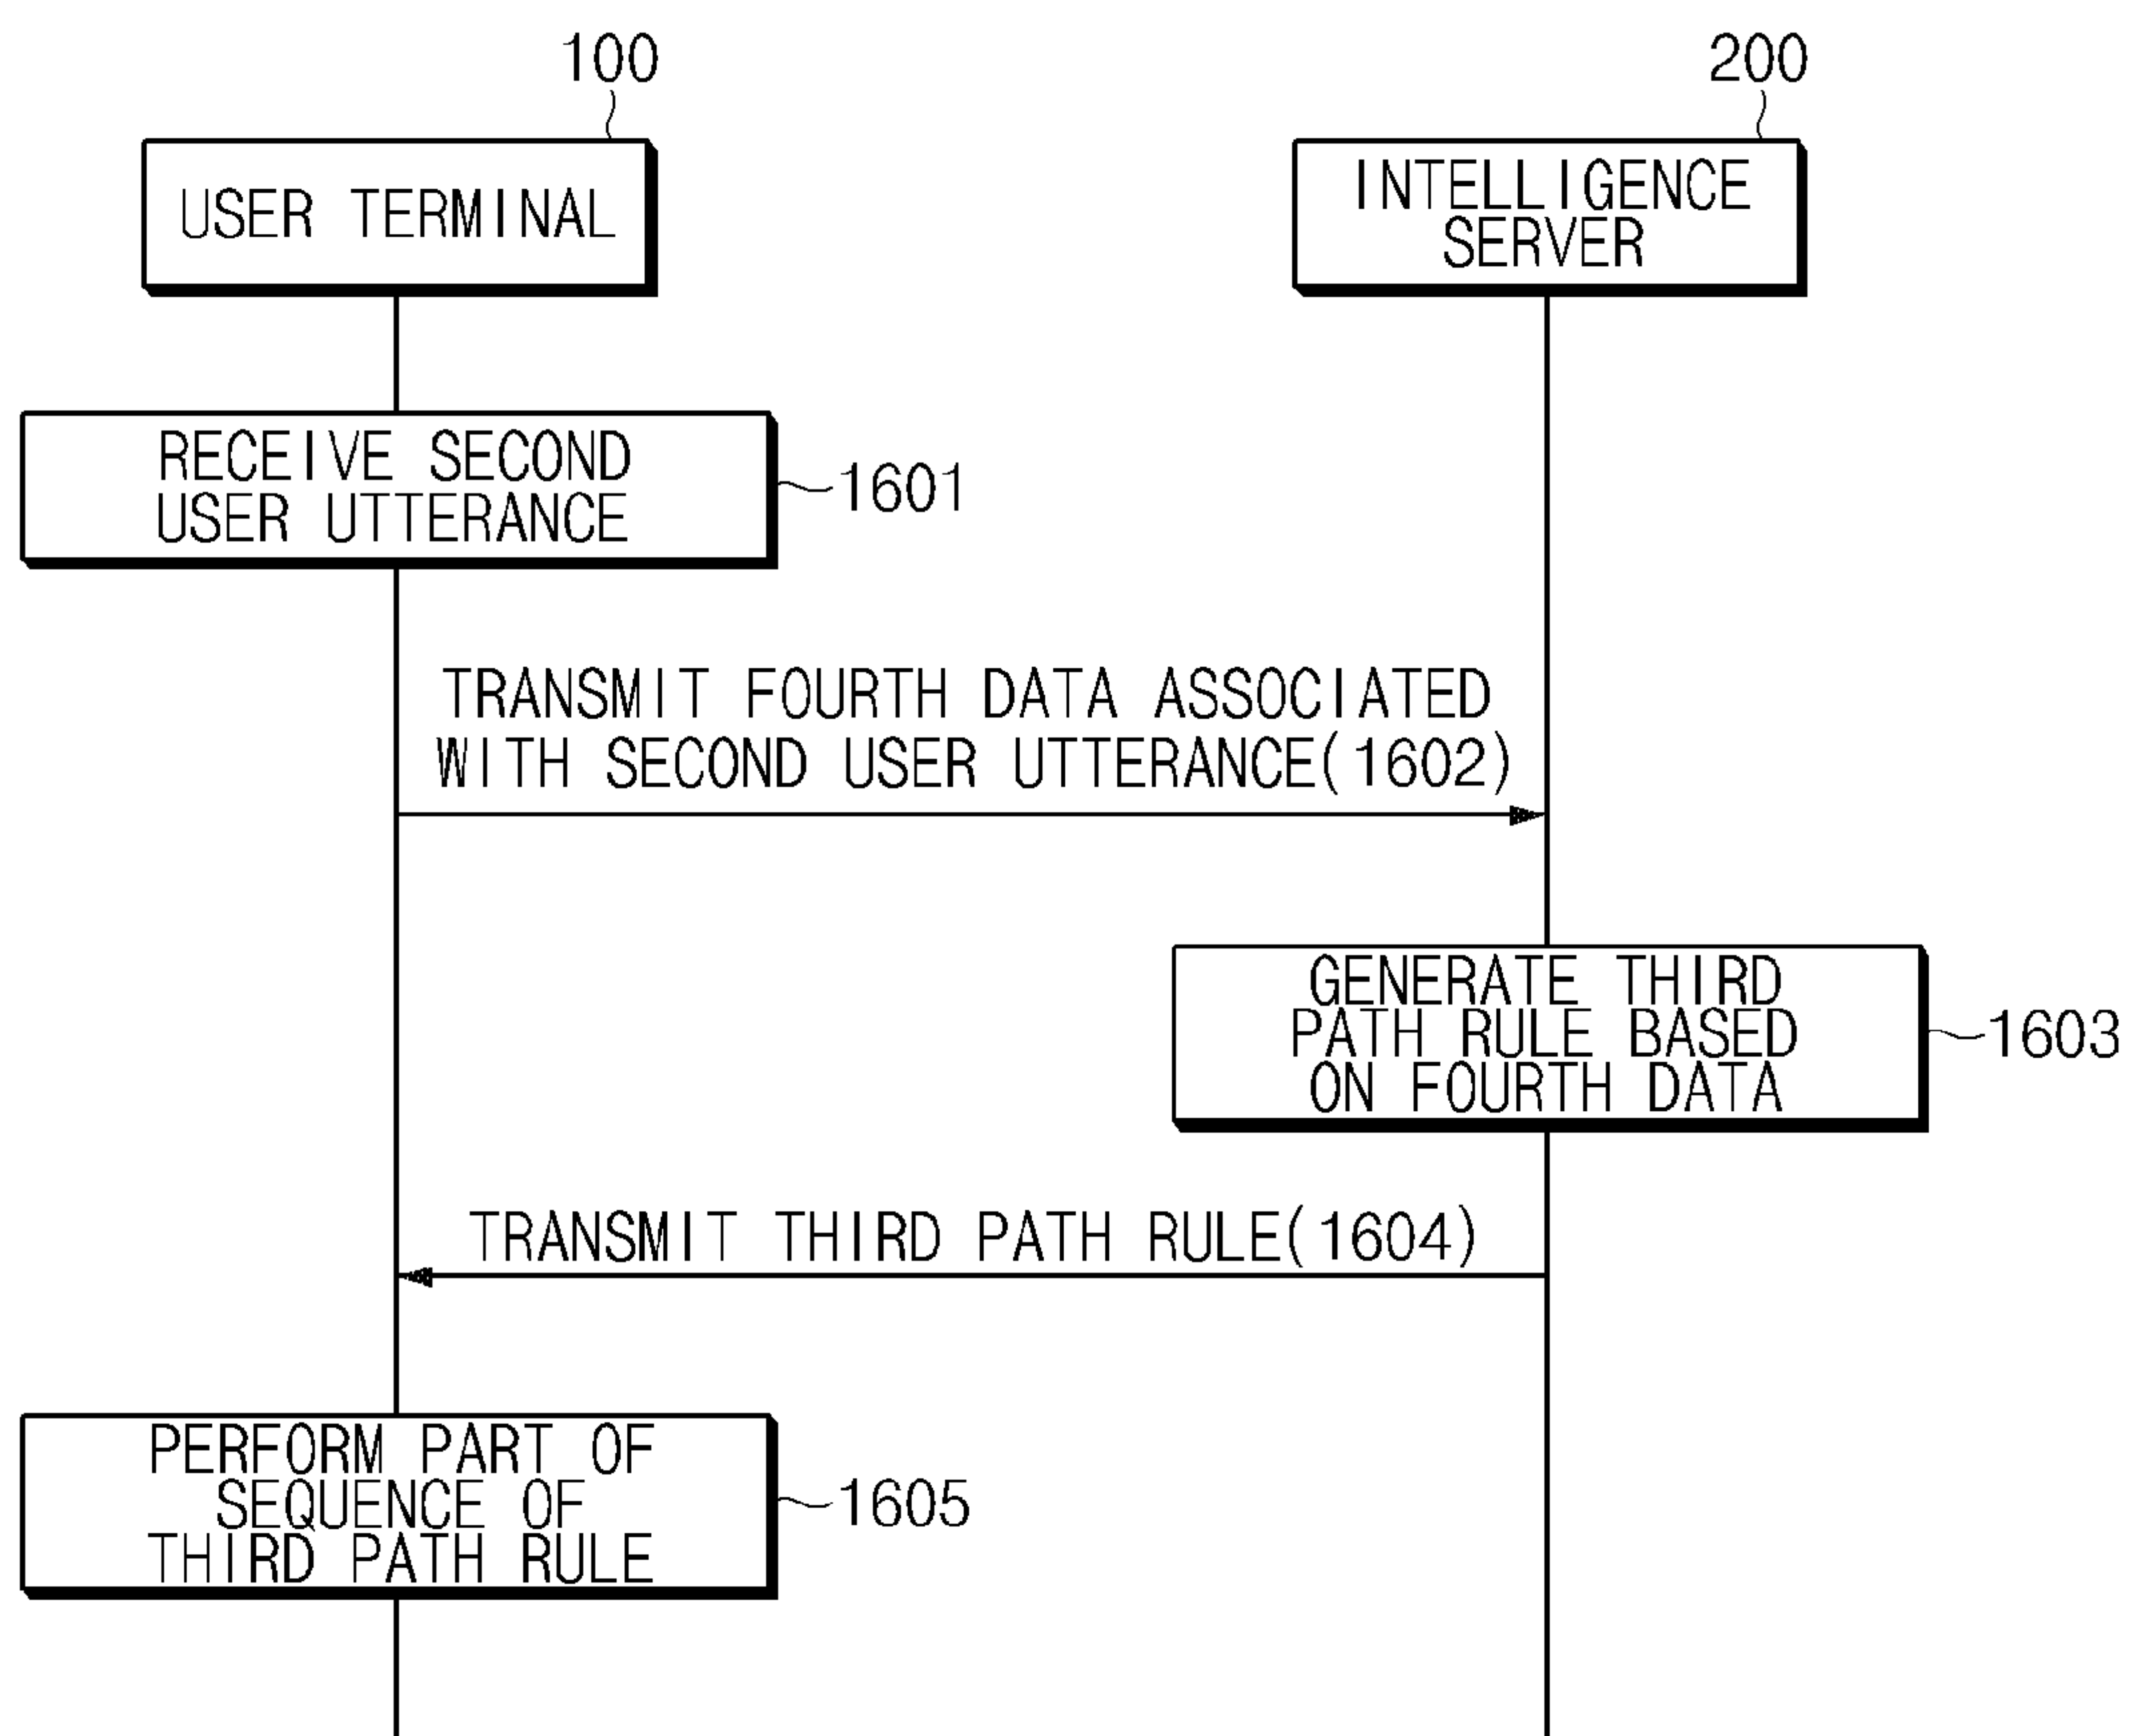 100
200
USER TERMINAL
INTELLIGENCE
SERVER
RECEIVE SECOND
USER UTTERANCE
1601
TRANSMIT FOURTH DATA ASSOCIATED
WITH SECOND USER UTTERANCE(1602)
GENERATE THIRD
PATH RULE BASED
ON FOURTH DATA
1603
TRANSMIT THIRD PATH RULE(1604)
PERFORM PART OF
SEQUENCE OF
THIRD PATH RULE
1605